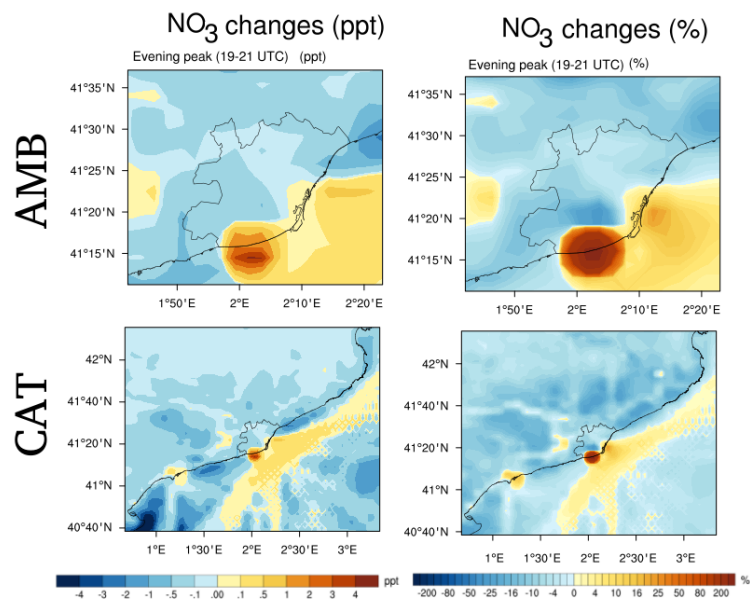 NO3 changes (ppt)
NO3 changes (%)
Evening peak (19-21 UTC) (ppt)
Evening peak (19-21 UTC) (%)
AMB
41°35'N
41°30'N
41°25'N
41°20'N
41°15'N
1°50'E 2°E 2°10'E 2°20'E
41°35'N
41°30'N
41°25'N
41°20'N
41°15'N
1°50'E 2°E 2°10'E 2°20'E
CAT
42°N
41°40'N
41°20'N
41°N
40°40'N
1°E 1°30'E 2°E 2°30'E 3°E
42°N
41°40'N
41°20'N
41°N
40°40'N
1°E 1°30'E 2°E 2°30'E 3°E
-4 -3 -2 -1 -.5 -.1 .00 .1 .5 1 2 3 4 ppt
-200 -80 -50 -25 -16 -10 -4 0 4 10 16 25 50 80 200 %